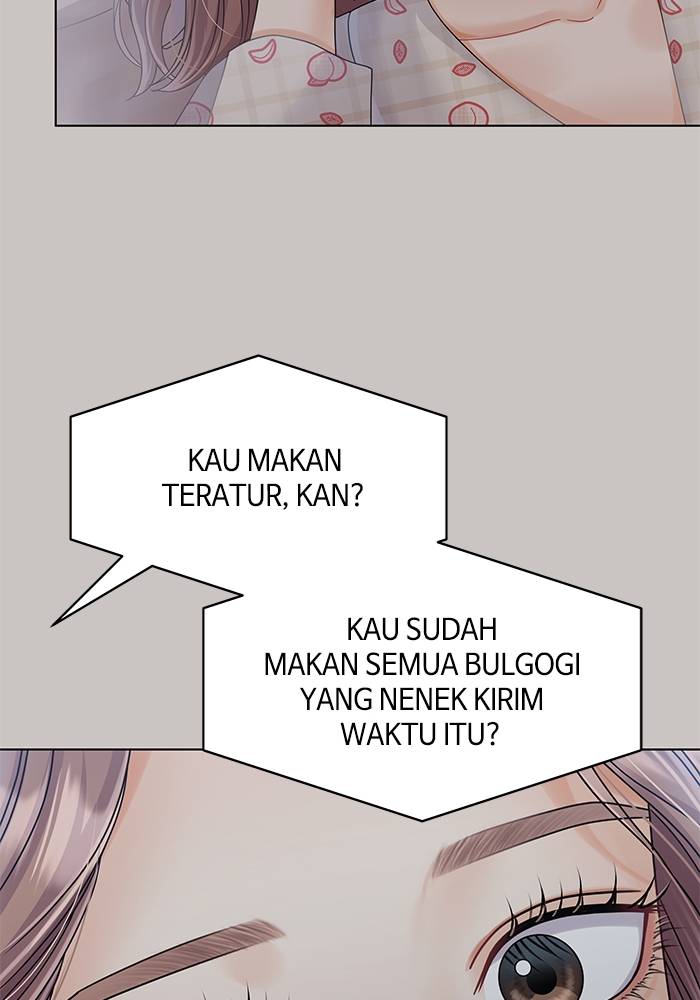 KAU MAKAN
TERATUR, KAN?
KAU SUDAH
MAKAN SEMUA BULGOGI
YANG NENEK KIRIM
WAKTU ITU?